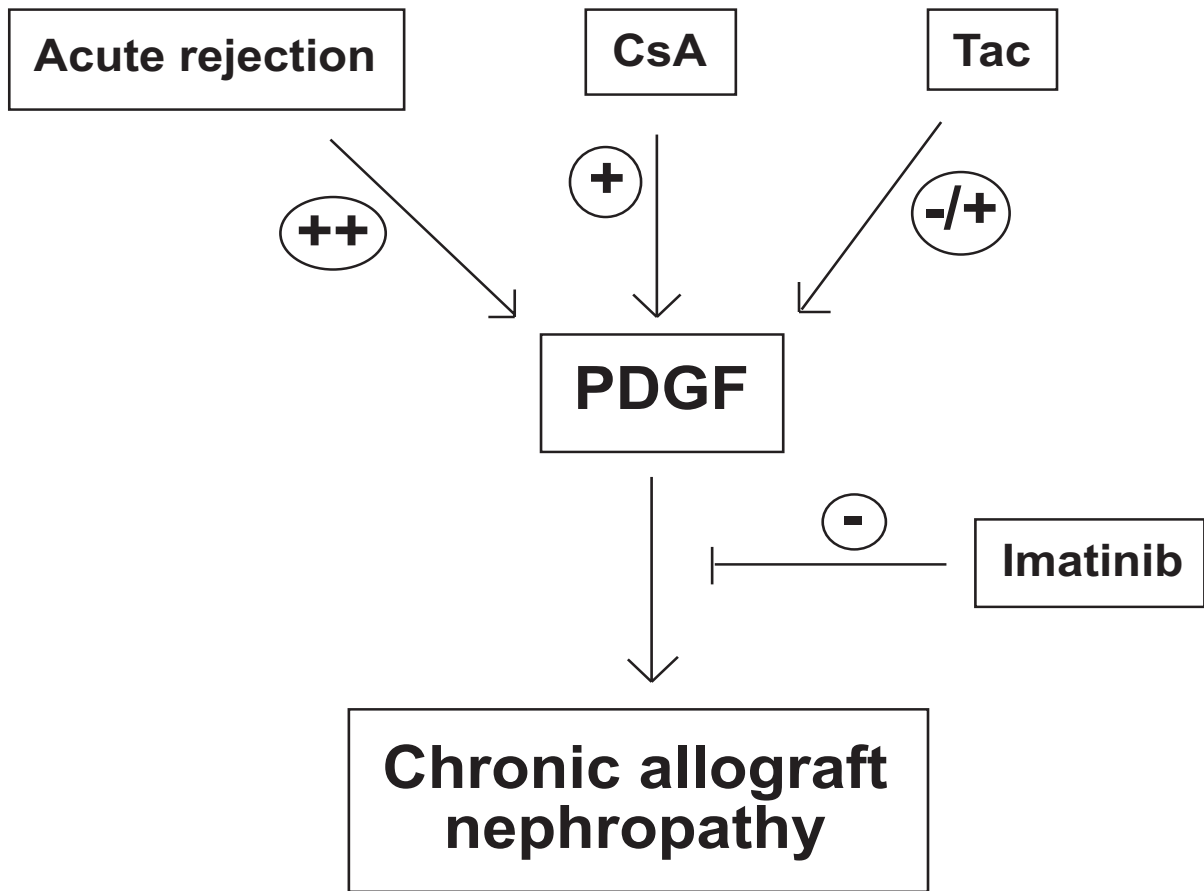 Acute rejection
CsA
Tac
+
++
-/+
PDGF
-
Imatinib
Chronic allograft
nephropathy